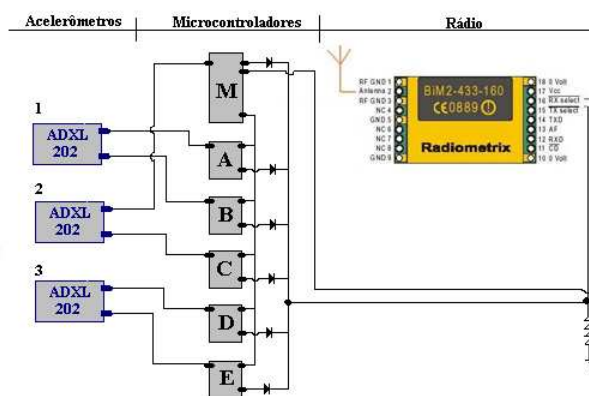 Acelerômetros
Microcontroladores
Rádio
1
ADXL
202
2
ADXL
202
3
ADXL
202
M
A
B
C
D
E
RF GND 1
Antenna 2
RF GND 3
NC 4
GND 5
NC 6
NC 7
NC 8
GND 9
BiM2-433-160
CE0889
Radiometrix
18 0 Volt
17 Vcc
16 RX select
15 TX select
14 TXD
13 AF
12 RXD
11 CD
10 0 Volt